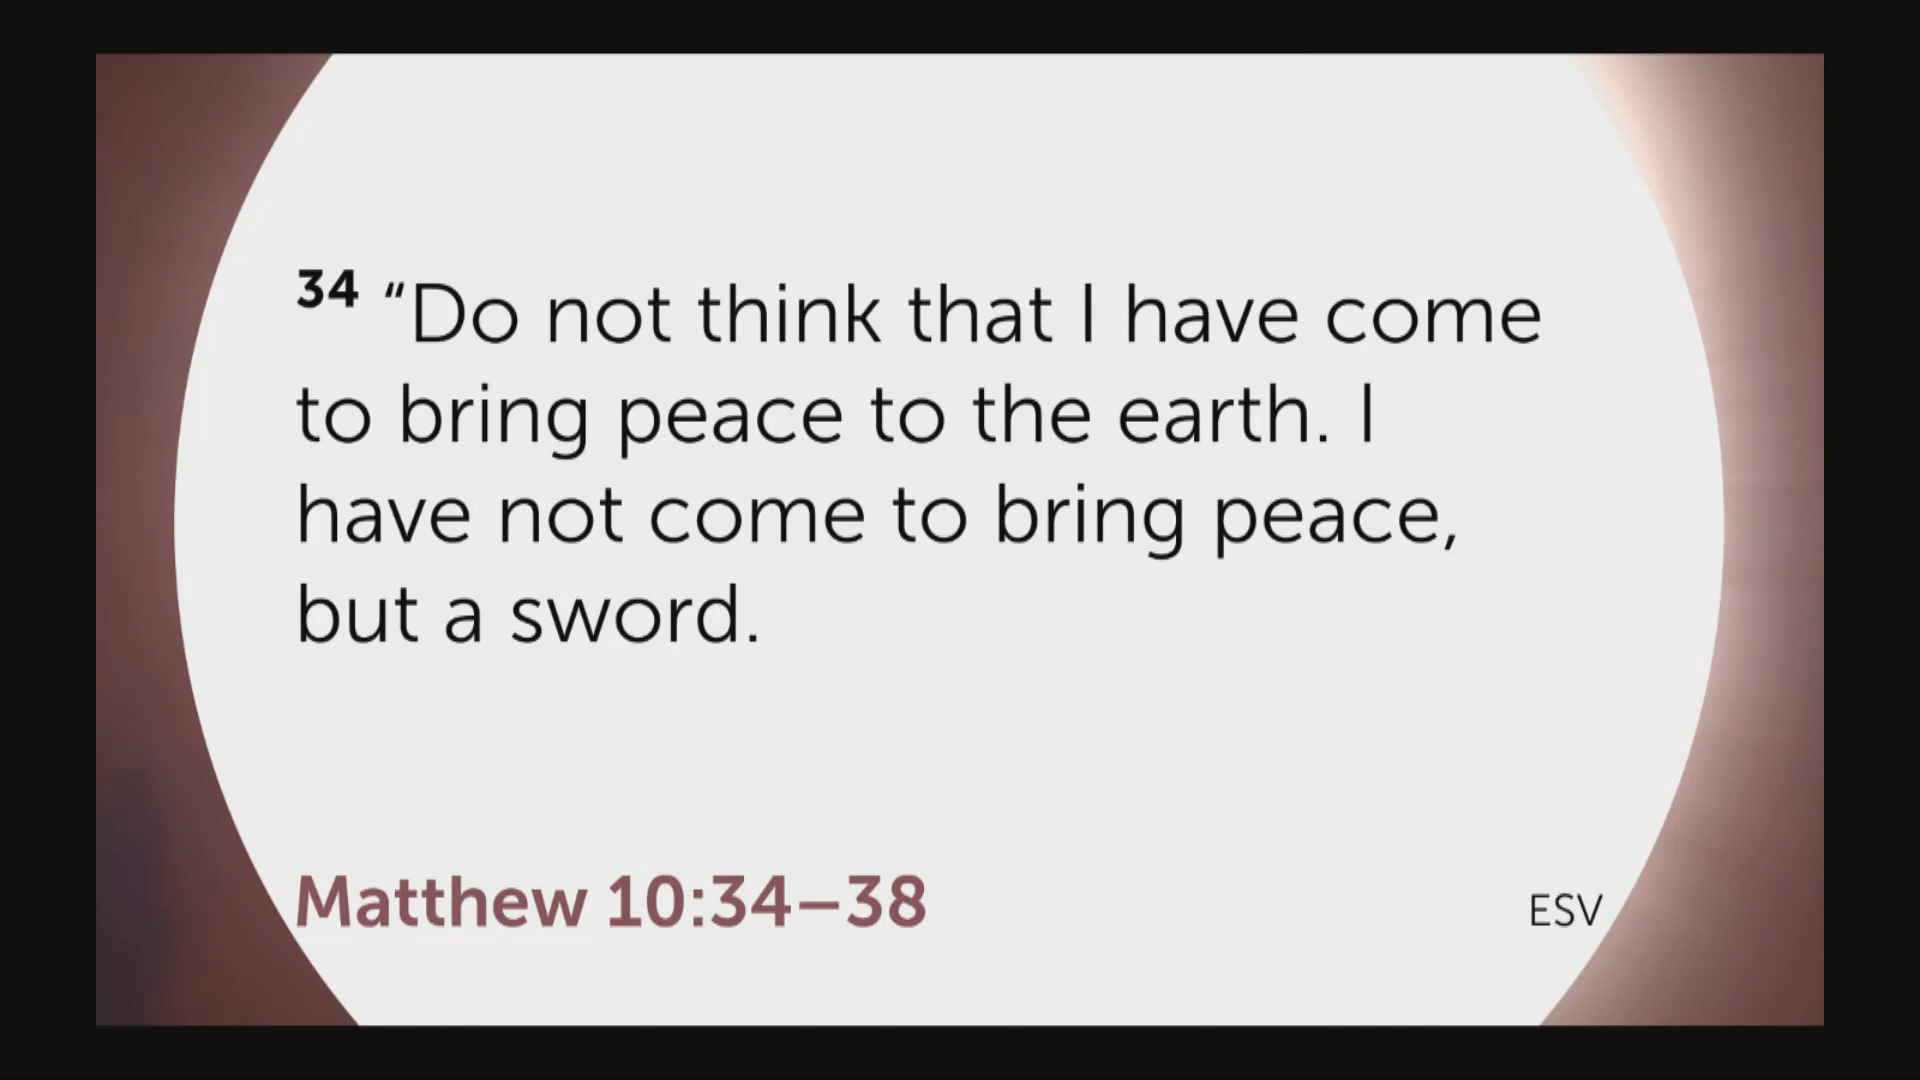 34 “Do not think that I have come
to bring peace to the earth. I
have not come to bring peace,
but a sword.
Matthew 10:34–38
ESV